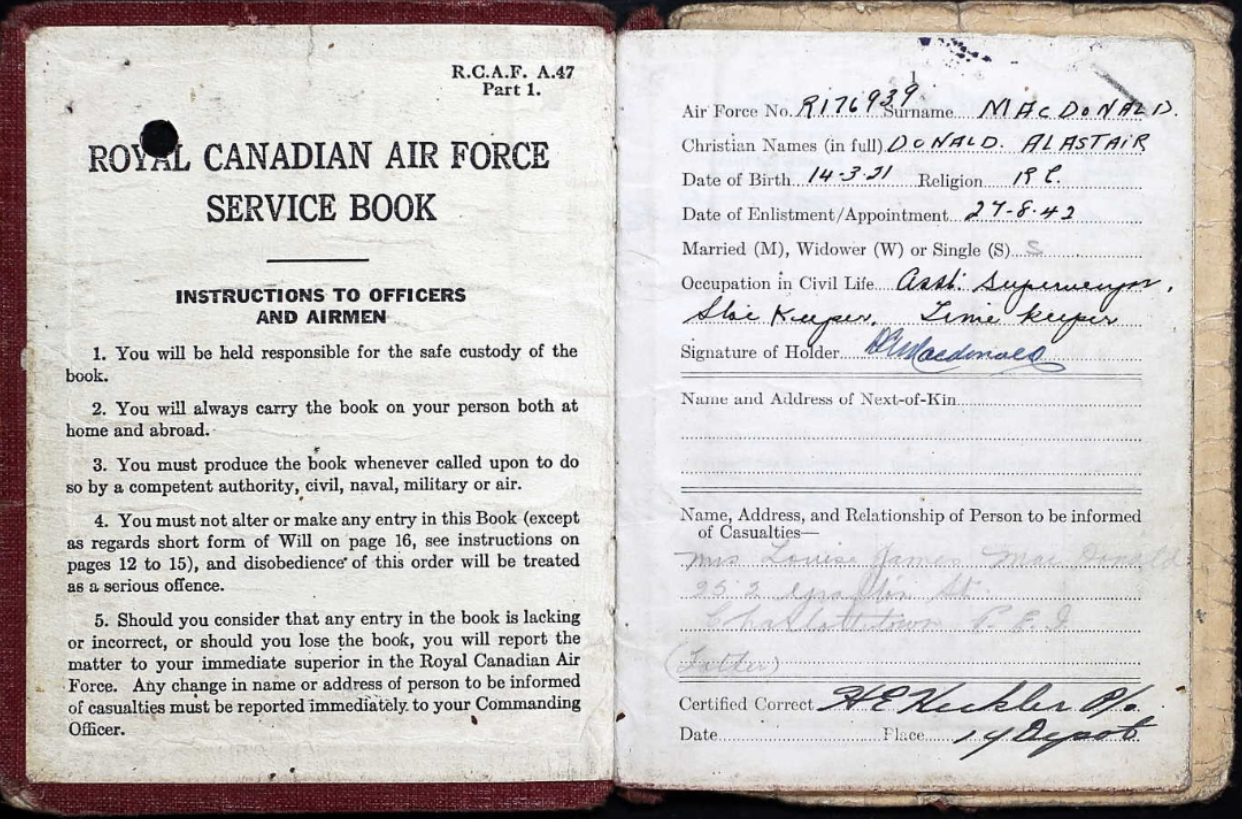 R.C.A.F. A.47
Part 1.
ROYAL CANADIAN AIR FORCE
SERVICE BOOK
INSTRUCTIONS TO OFFICERS
AND AIRMEN
1. You will be held responsible for the safe custody of the
book.
2. You will always carry the book on your person both at
home and abroad.
3. You must produce the book whenever called upon to do
so by a competent authority, civil, naval, military or air.
4. You must not alter or make any entry in this Book (except
as regards short form of Will on page 16, see instructions on
pages 12 to 15), and disobedience of this order will be treated
as a serious offence.
5. Should you consider that any entry in the book is lacking
or incorrect, or should you lose the book, you will report the
matter to your immediate superior in the Royal Canadian Air
Force. Any change in name or address of person to be informed
of casualties must be reported immediately to your Commanding
Officer.
1
Air Force No. R176939 Surname MACDONALD.
Christian Names (in full) DONALD. ALASTAIR
Date of Birth 14-3-21 Religion R C.
Date of Enlistment/Appointment 27-8-42
Married (M), Widower (W) or Single (S) S
Occupation in Civil Life Asst.
Keeper, Time keeper
Signature of Holder Macdonald
Name and Address of Next-of-Kin
Name, Address, and Relationship of Person to be informed
of Casualties—
Mrs Louise James MacDonald
252 St.
Charlottetown P.E.I
(Father)
Certified Correct H E Heckler
Date Place Depot